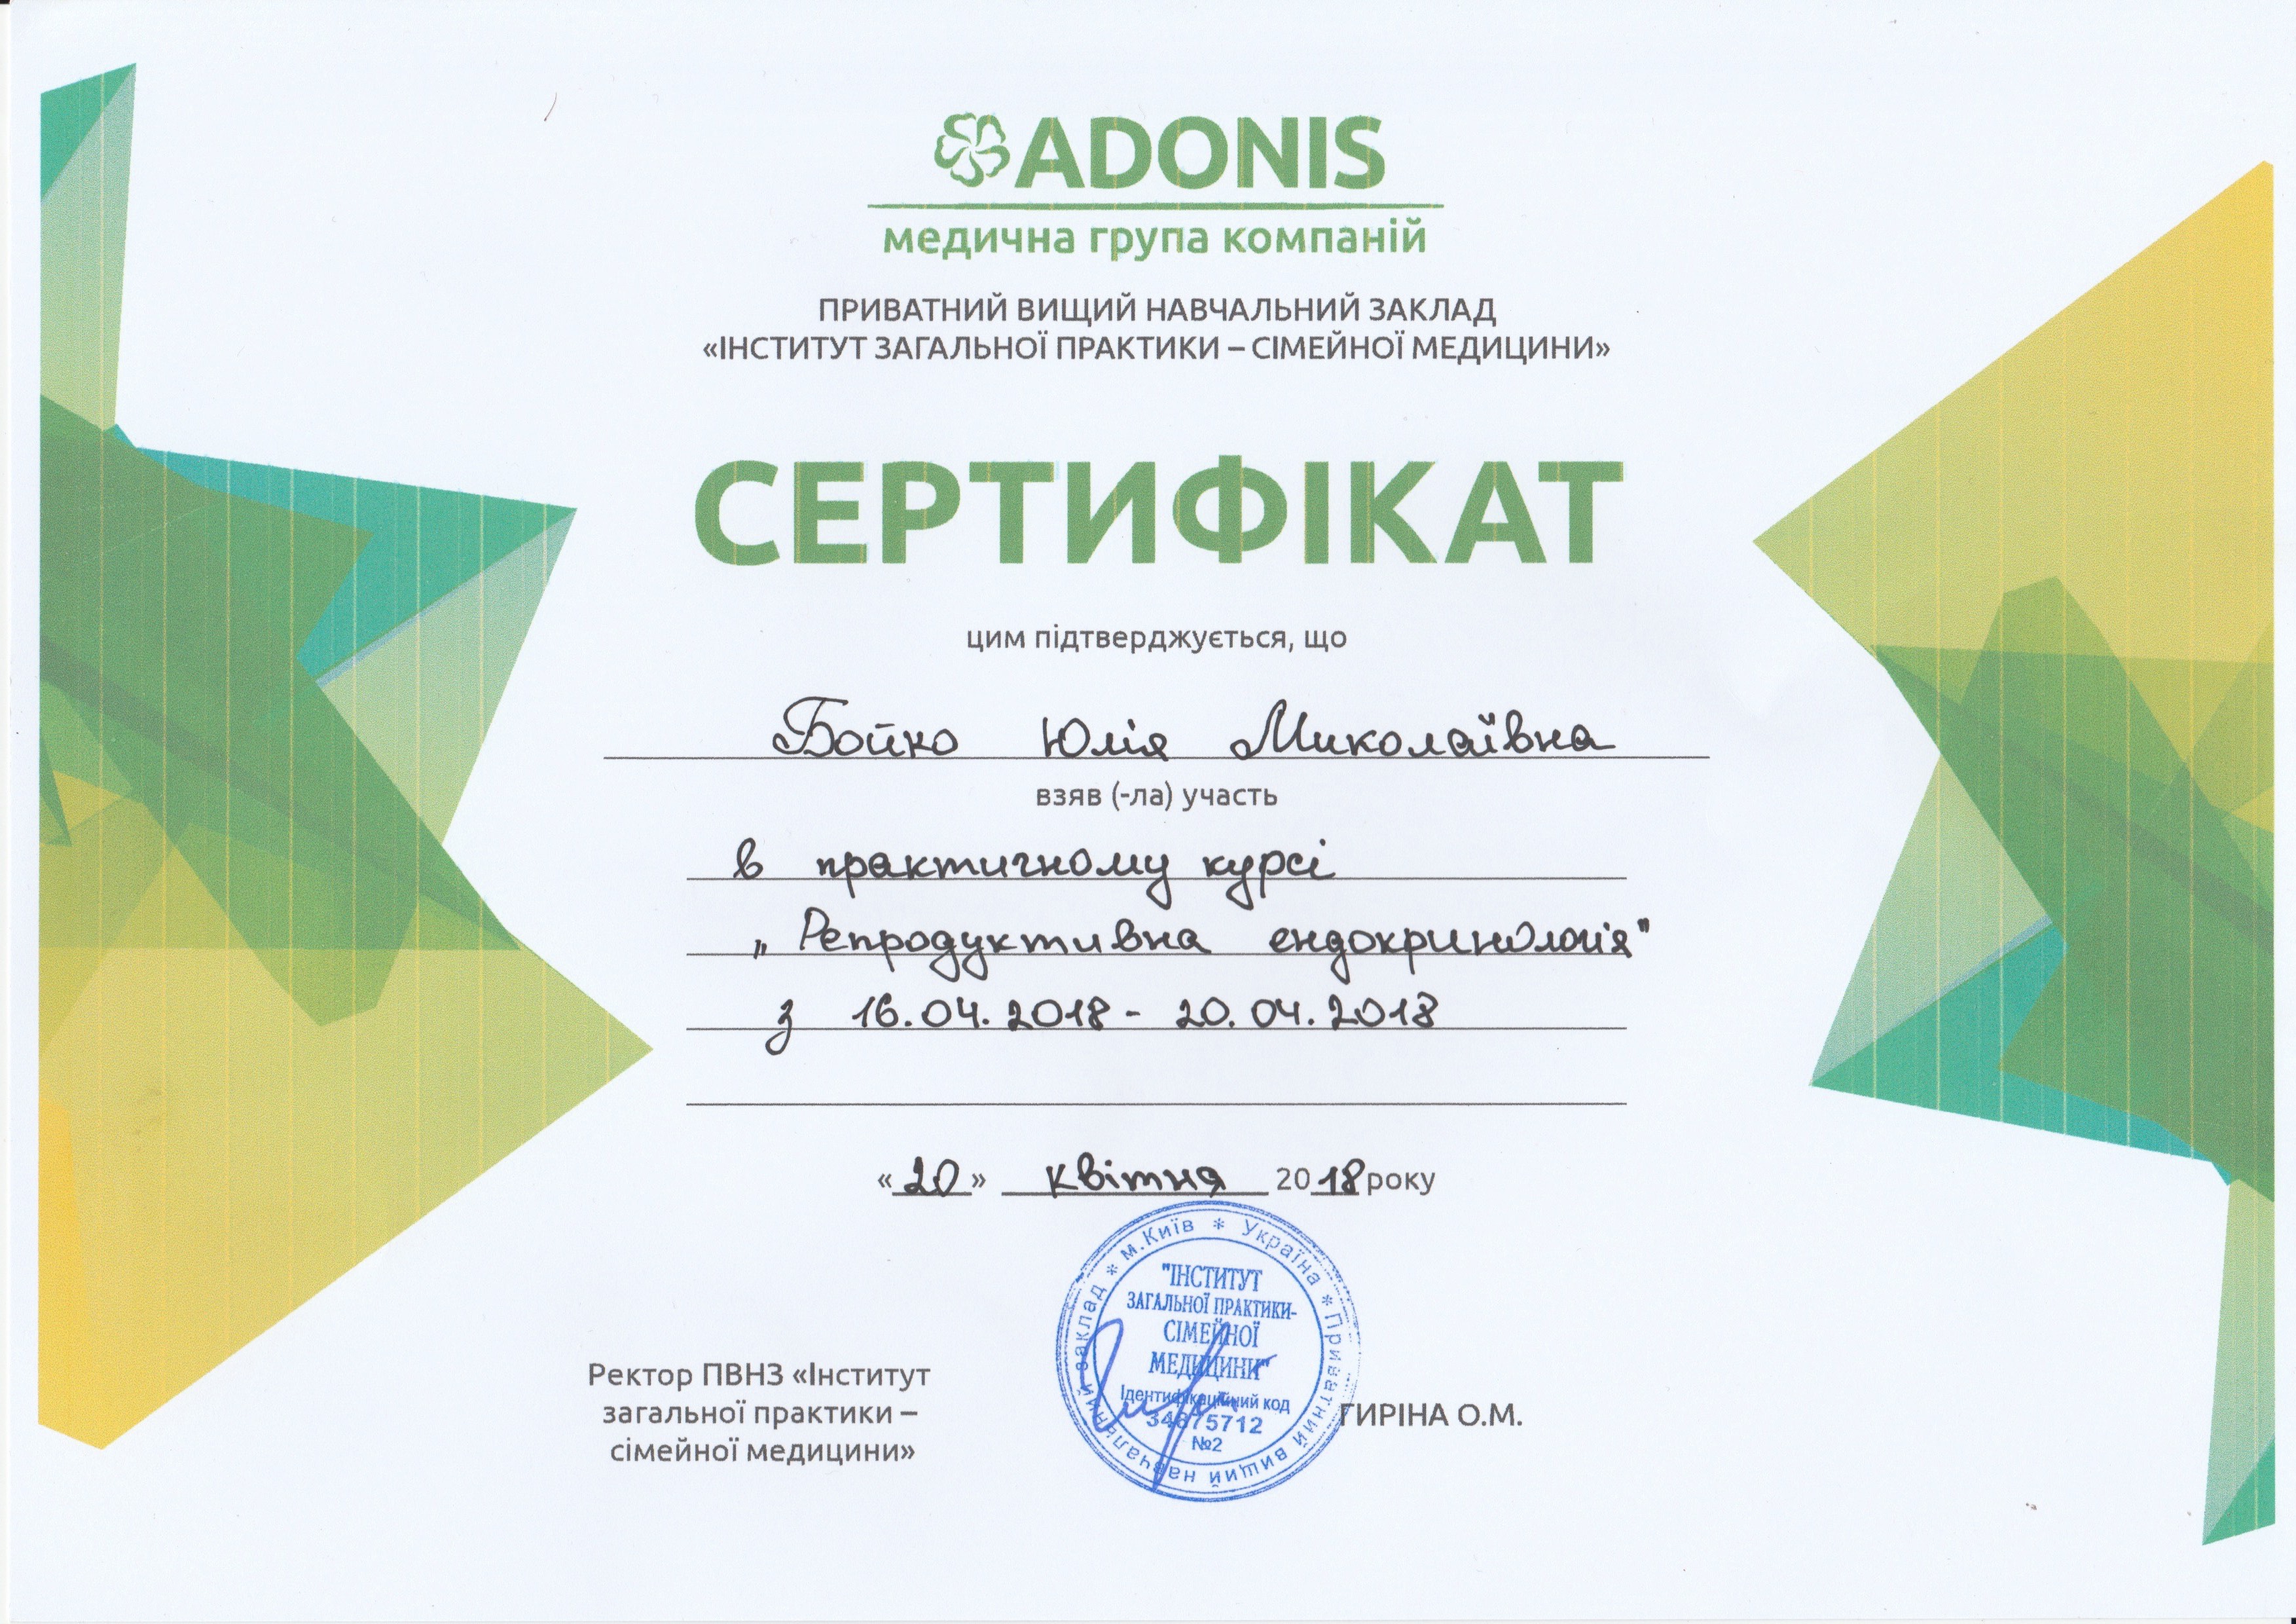 ADONIS
медична група компаній
ПРИВАТНИЙ ВИЩИЙ НАВЧАЛЬНИЙ ЗАКЛАД
«ІНСТИТУТ ЗАГАЛЬНОЇ ПРАКТИКИ – СІМЕЙНОЇ МЕДИЦИНИ»
СЕРТИФІКАТ
цим підтверджується, що
Бойко Юлія Миколаївна
взяв (-ла) участь
в практичному курсі
„Репродуктивна ендокринологія"
з 16.04.2018 - 20.04.2018
«20» квітня 2018 року
м.Київ * Україна * Приватний вищий навчальний заклад *
"ІНСТИТУТ
ЗАГАЛЬНОЇ ПРАКТИКИ-
СІМЕЙНОЇ
МЕДИЦИНИ"
Ідентифікаційний код
34875712
№2
Ректор ПВНЗ «Інститут
загальної практики –
сімейної медицини»
ГИРІНА О.М.